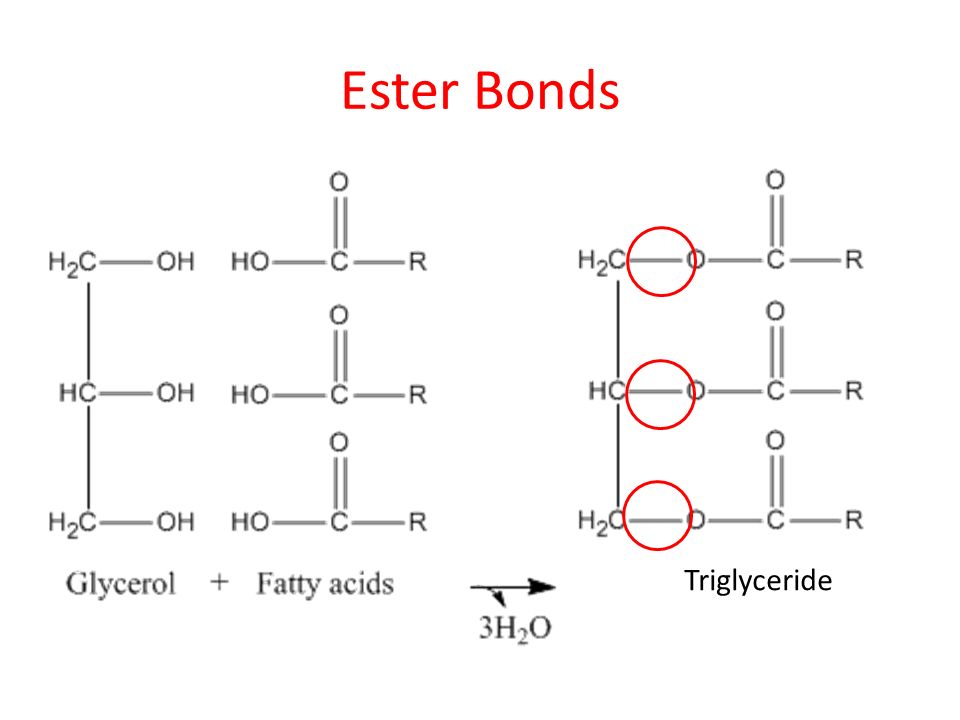 Ester Bonds
O O
H₂C OH HO C R H₂C O C R
O O
HC OH HO C R HC O C R
O O
H₂C OH HO C R H₂C O C R
Glycerol + Fatty acids Triglyceride
3H₂O